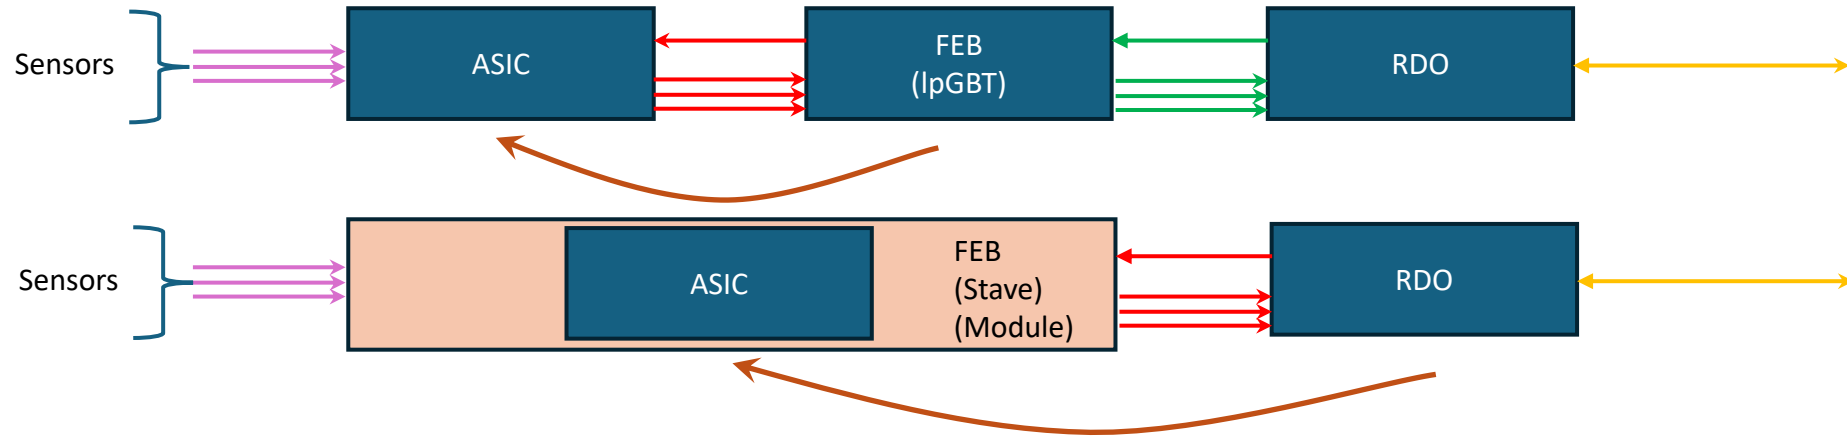 Sensors
ASIC
FEB
(lpGBT)
RDO
Sensors
ASIC
FEB
(Stave)
(Module)
RDO